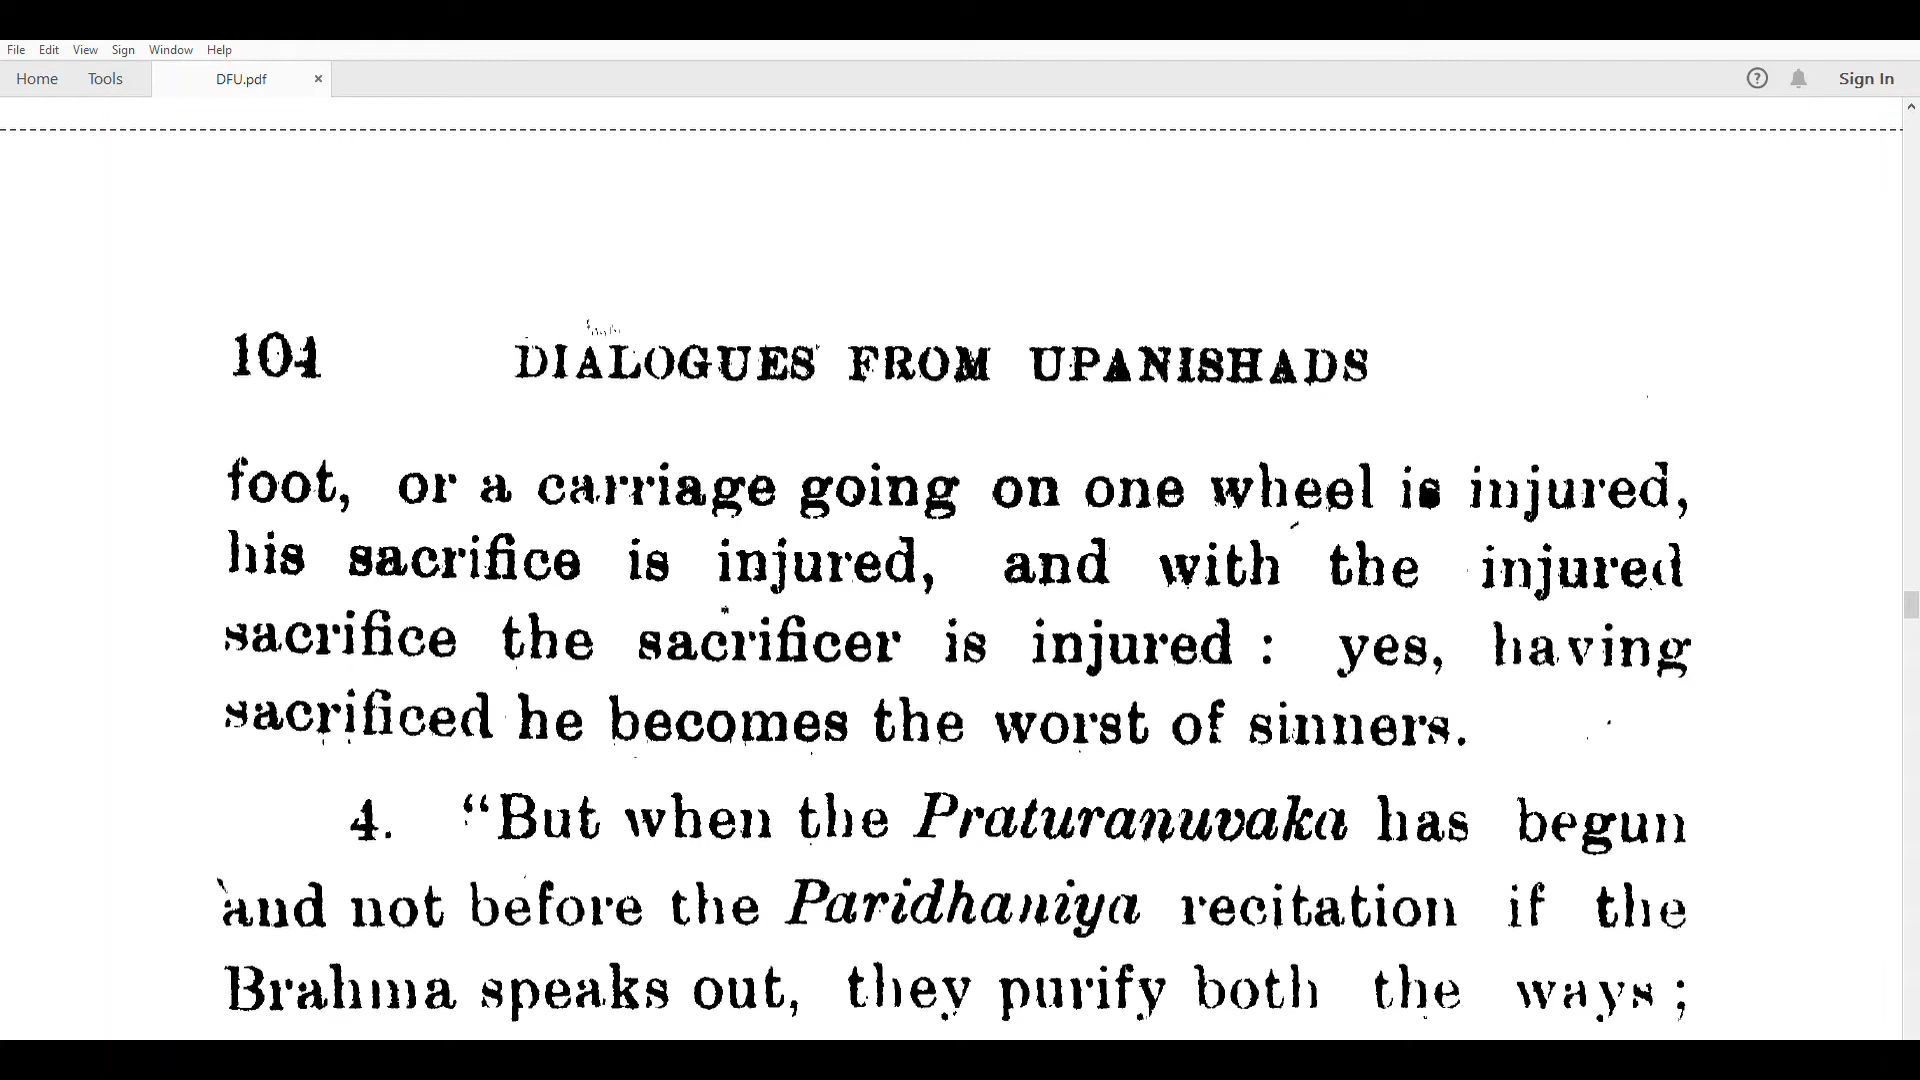 File Edit View Sign Window Help
Home Tools DFU.pdf × ? Sign In
104 DIALOGUES FROM UPANISHADS
foot, or a carriage going on one wheel is injured,
his sacrifice is injured, and with the injured
sacrifice the sacrificer is injured : yes, having
sacrificed he becomes the worst of sinners.
4. “But when the Praturanuvaka has begun
and not before the Paridhaniya recitation if the
Brahma speaks out, they purify both the ways ;